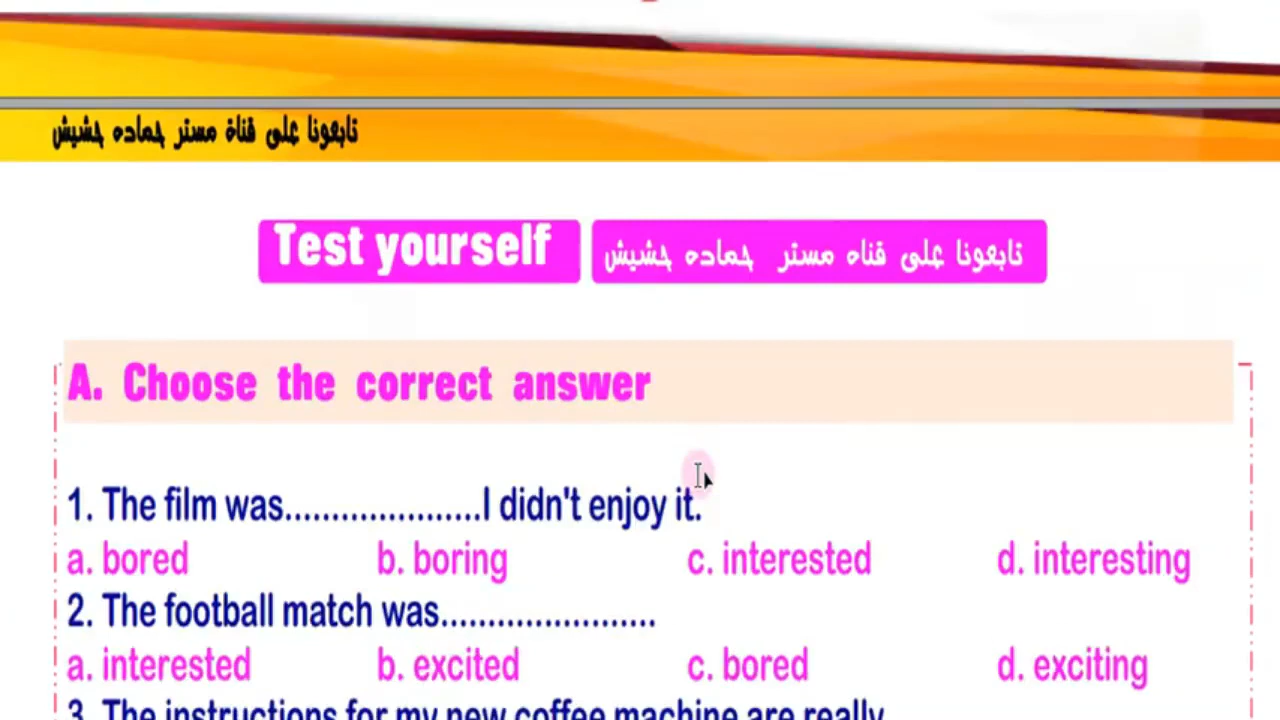 تابعونا على قناة مستر حماده حشيش
Test yourself تابعونا على قناه مستر حماده حشيش
A. Choose the correct answer
1. The film was.....................I didn't enjoy it.
a. bored b. boring c. interested d. interesting
2. The football match was.......................
a. interested b. excited c. bored d. exciting
3. The instructions for my new coffee machine are really